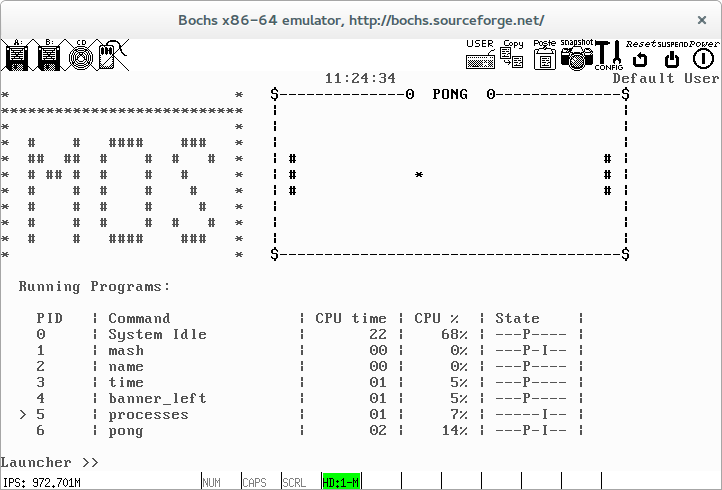 Bochs x86-64 emulator, http://bochs.sourceforge.net/ ×
A: B: CD USER Copy Paste Snapshot CONFIG Reset SUSPEND Power
11:24:34 Default User
* * $--------------0 PONG 0--------------$
*************************** ¦ ¦
* * ¦ ¦
* # # #### ### * ¦ ¦
* ## ## # # # # * ¦ # # ¦
* # ## # # # # * ¦ # * # ¦
* # # # # # * ¦ # # ¦
* # # # # # * ¦ ¦
* # # # # # # * ¦ ¦
* # # #### ### * ¦ ¦
* * $--------------------------------------$
Running Programs:
PID ¦ Command ¦ CPU time ¦ CPU % ¦ State ¦
0 ¦ System Idle ¦ 22 ¦ 68% ¦ ---P---- ¦
1 ¦ mash ¦ 00 ¦ 0% ¦ ---P-I-- ¦
2 ¦ name ¦ 00 ¦ 0% ¦ ---P---- ¦
3 ¦ time ¦ 01 ¦ 5% ¦ ---P---- ¦
4 ¦ banner_left ¦ 01 ¦ 5% ¦ ---P---- ¦
> 5 ¦ processes ¦ 01 ¦ 7% ¦ -----I-- ¦
6 ¦ pong ¦ 02 ¦ 14% ¦ ---P-I-- ¦
Launcher >>
IPS: 972.701M NUM CAPS SCRL HD:1-M